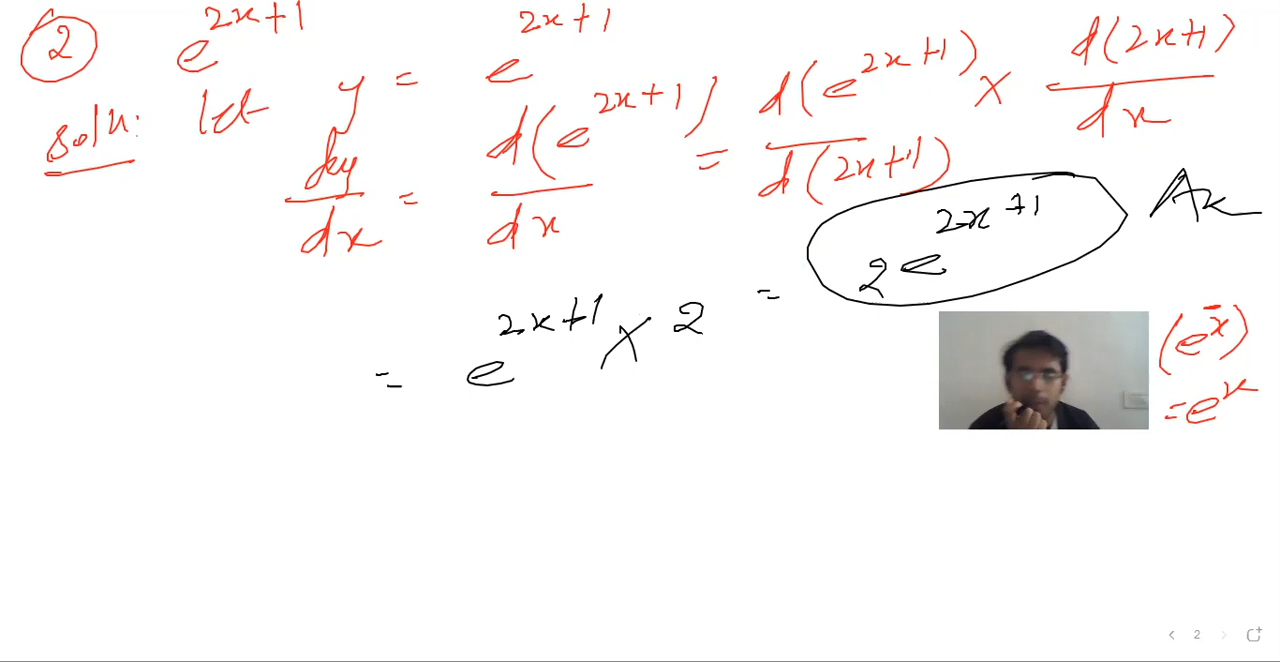 ② e^{2x+1}
soln: let y = e^{2x+1}
dy/dx = d(e^{2x+1})/dx = d(e^{2x+1})/d(2x+1) × d(2x+1)/dx
= e^{2x+1} × 2 = 2e^{2x+1}
= e^x
2